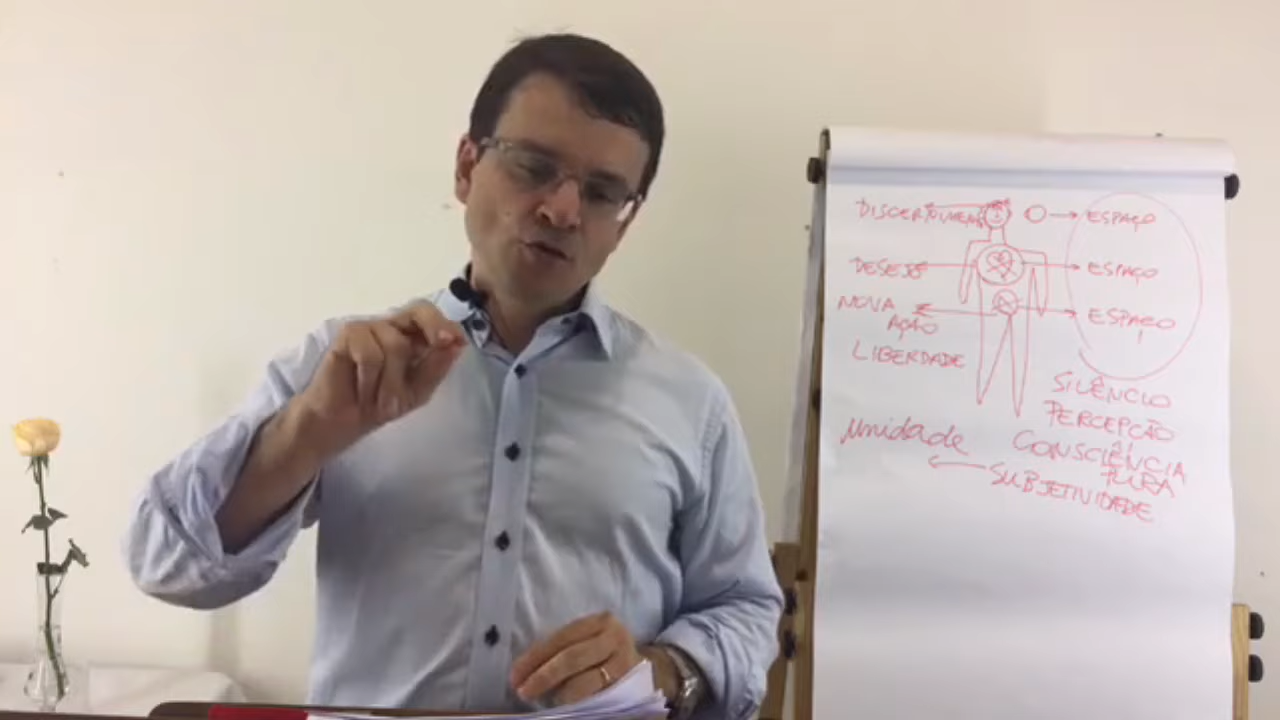 DISCERNIMENTO
ESPAÇO
DESEJO
ESPAÇO
NOVA
AÇÃO
ESPAÇO
LIBERDADE
SILÊNCIO
PERCEPÇÃO
Unidade
CONSCIÊNCIA
PURA
SUBJETIVIDADE